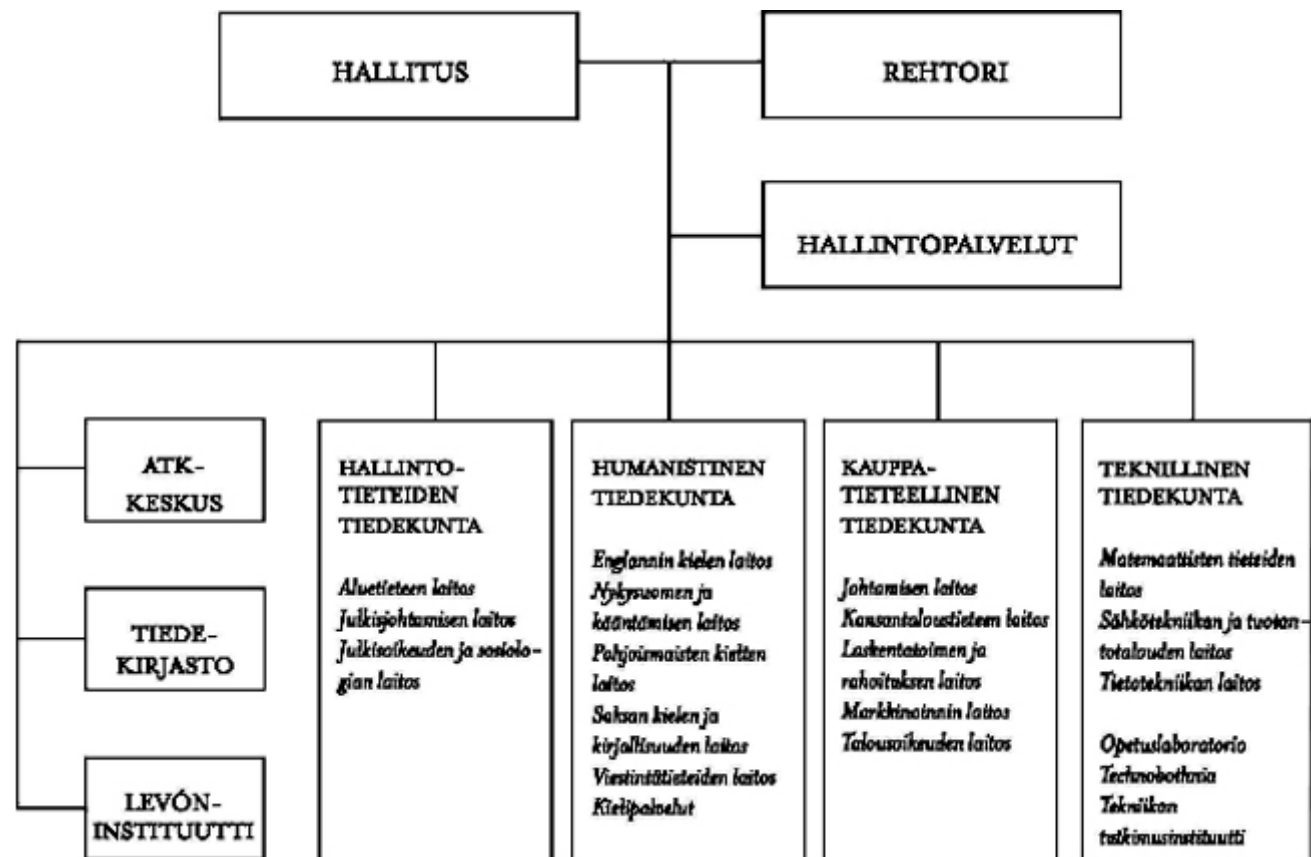 HALLITUS
REHTORI
HALLINTOPALVELUT
ATK-
KESKUS
TIEDE-
KIRJASTO
LEVÓN-
INSTITUUTTI
HALLINTO-
TIETEIDEN
TIEDEKUNTA
Aluetieteen laitos
Julkisjohtamisen laitos
Julkisoikeuden ja sosiolo-
gian laitos
HUMANISTINEN
TIEDEKUNTA
Englannin kielen laitos
Nykysuomen ja
kääntämisen laitos
Pohjoismaisten kielten
laitos
Saksan kielen ja
kirjallisuuden laitos
Viestintätieteiden laitos
Kielipalvelut
KAUPPA-
TIETEELLINEN
TIEDEKUNTA
Johtamisen laitos
Kansantaloustieteen laitos
Laskentatoimen ja
rahoituksen laitos
Markkinoinnin laitos
Talousoikeuden laitos
TEKNILLINEN
TIEDEKUNTA
Matemaattisten tieteiden
laitos
Sähkötekniikan ja tuotan-
totalouden laitos
Tietotekniikan laitos
Opetuslaboratorio
Technobothnia
Tekniikan
tutkimusinstituutti